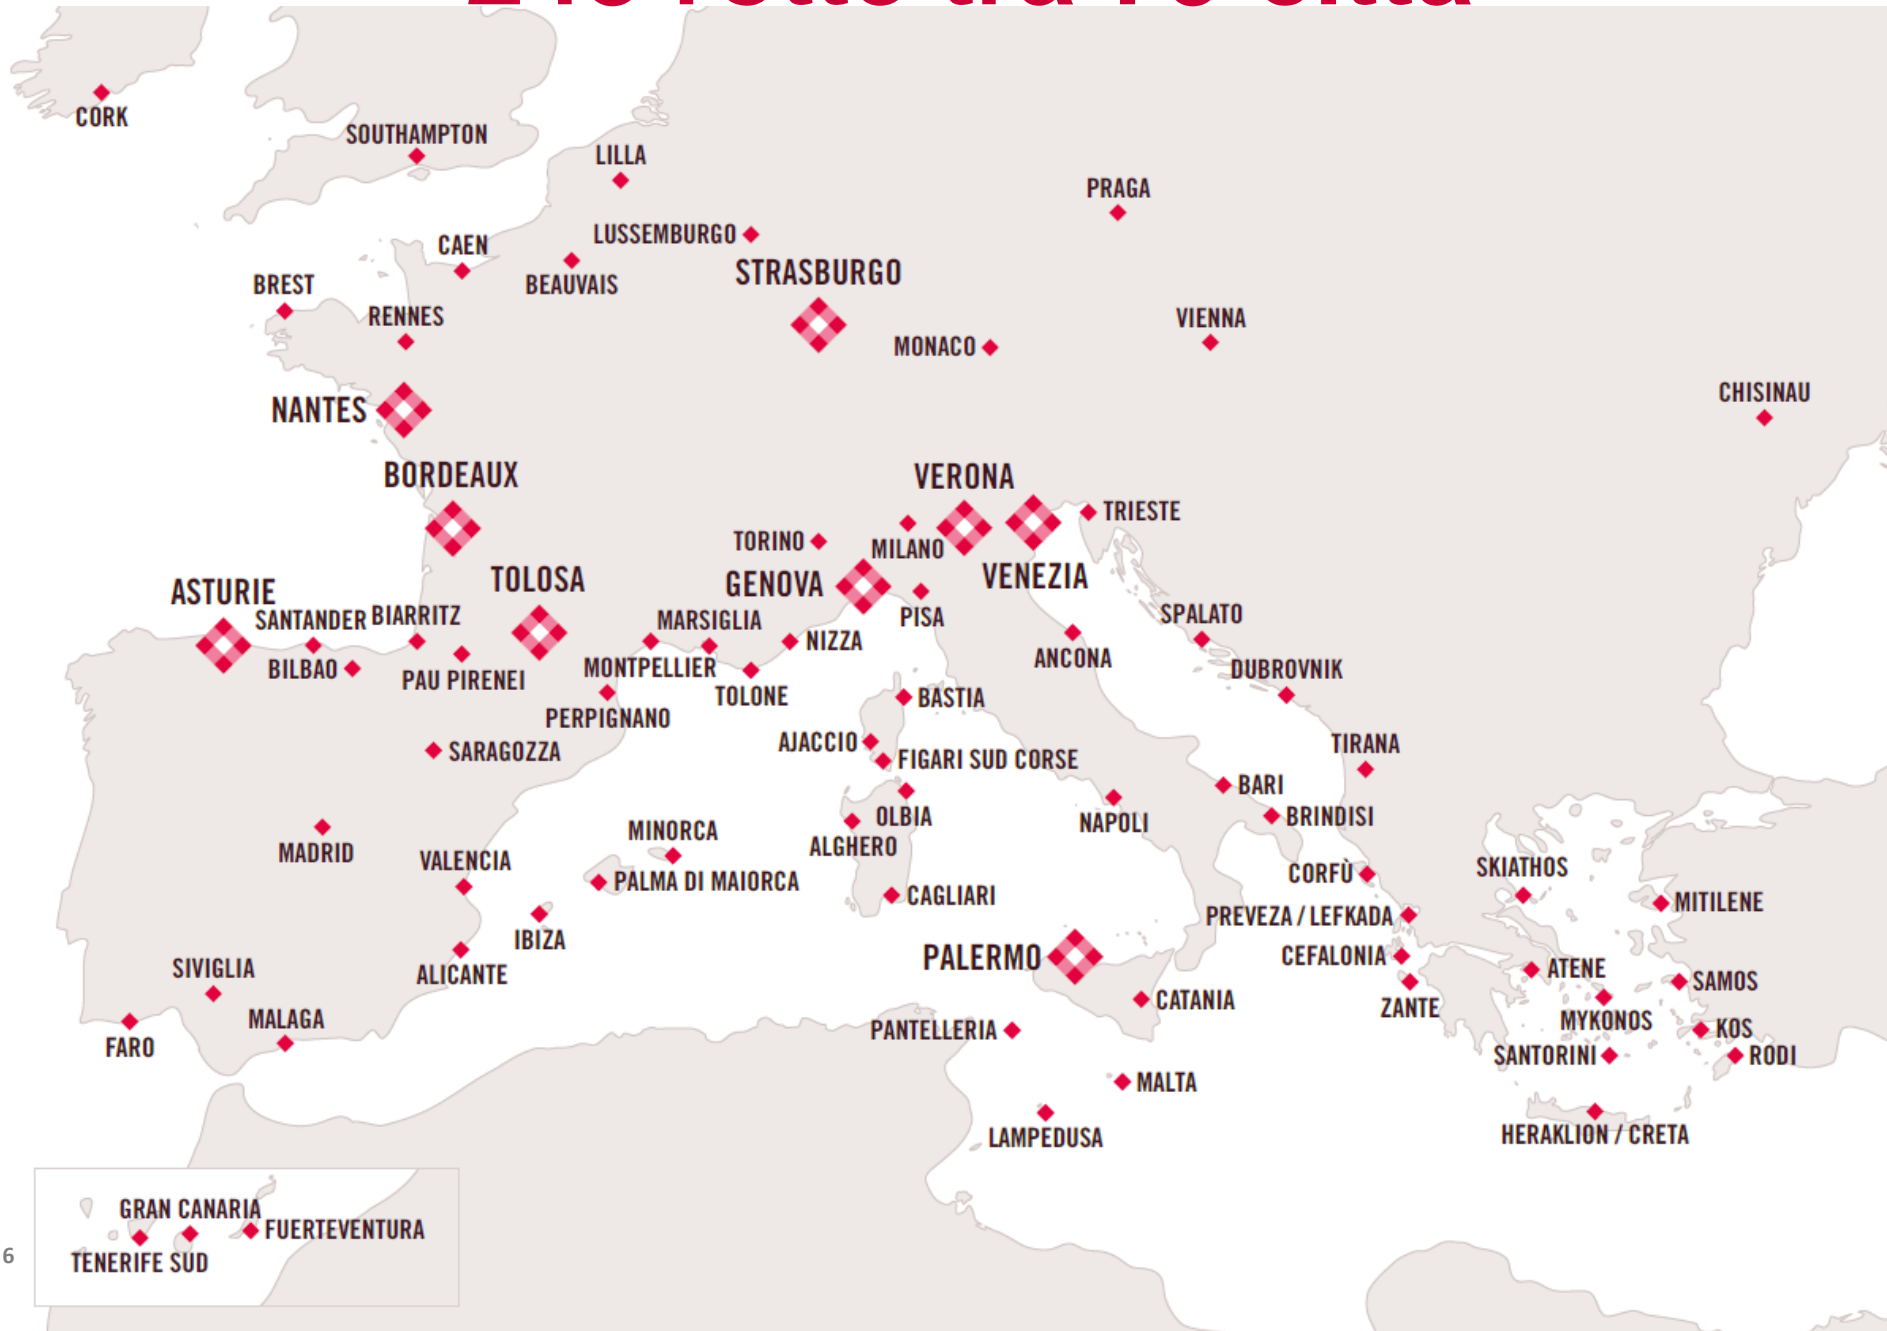 CORK
SOUTHAMPTON
LILLA
PRAGA
LUSSEMBURGO
CAEN
BEAUVAIS
STRASBURGO
BREST
RENNES
VIENNA
MONACO
CHISINAU
NANTES
BORDEAUX
VERONA
TRIESTE
TORINO
MILANO
GENOVA
VENEZIA
TOLOSA
ASTURIE
SANTANDER
BIARRITZ
MARSIGLIA
PISA
SPALATO
NIZZA
ANCONA
BILBAO
PAU PIRENEI
MONTPELLIER
DUBROVNIK
TOLONE
BASTIA
PERPIGNANO
AJACCIO
TIRANA
SARAGOZZA
FIGARI SUD CORSE
BARI
OLBIA
BRINDISI
NAPOLI
MINORCA
ALGHERO
MADRID
VALENCIA
SKIATHOS
CORFÙ
PALMA DI MAIORCA
CAGLIARI
MITILENE
PREVEZA / LEFKADA
IBIZA
PALERMO
CEFALONIA
SIVIGLIA
ALICANTE
ATENE
SAMOS
CATANIA
ZANTE
MALAGA
MYKONOS
PANTELLERIA
KOS
FARO
SANTORINI
RODI
MALTA
LAMPEDUSA
HERAKLION / CRETA
GRAN CANARIA
FUERTEVENTURA
TENERIFE SUD
6